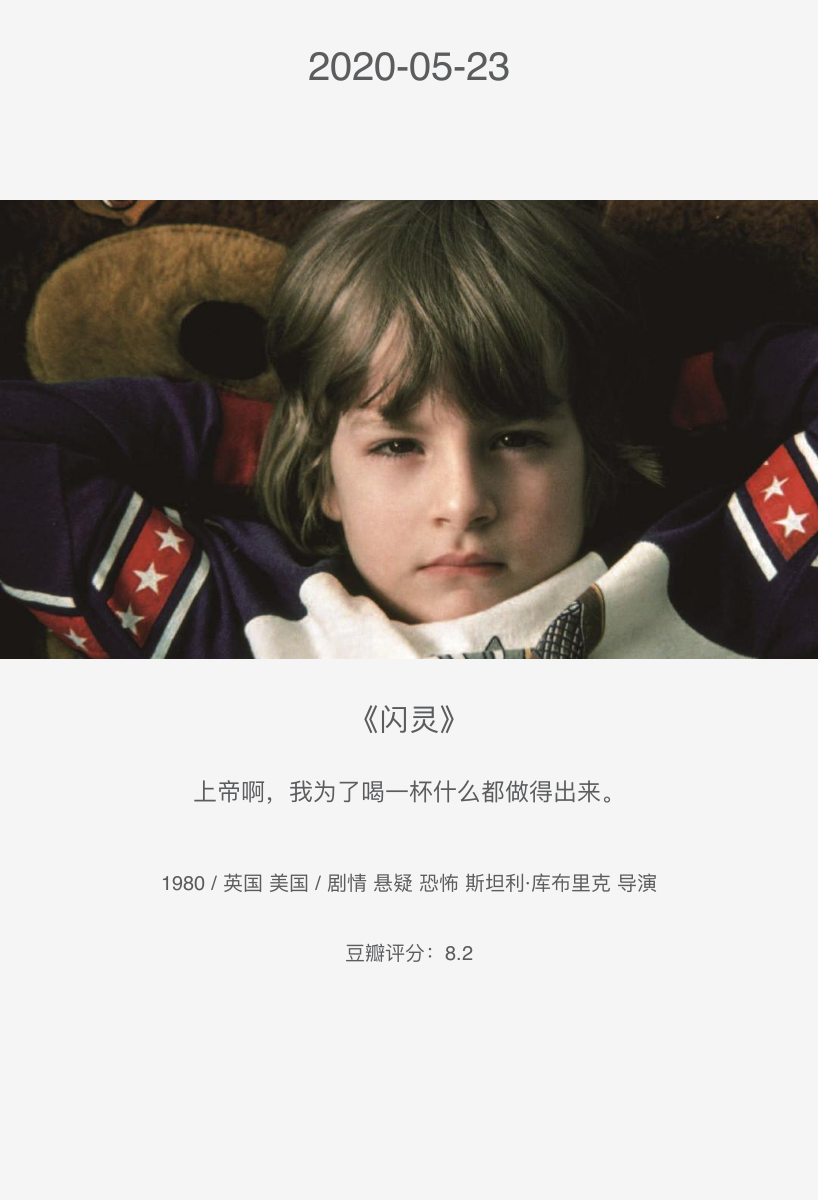 2020-05-23
《闪灵》
上帝啊，我为了喝一杯什么都做得出来。
1980 / 英国 美国 / 剧情 悬疑 恐怖 斯坦利·库布里克 导演
豆瓣评分：8.2